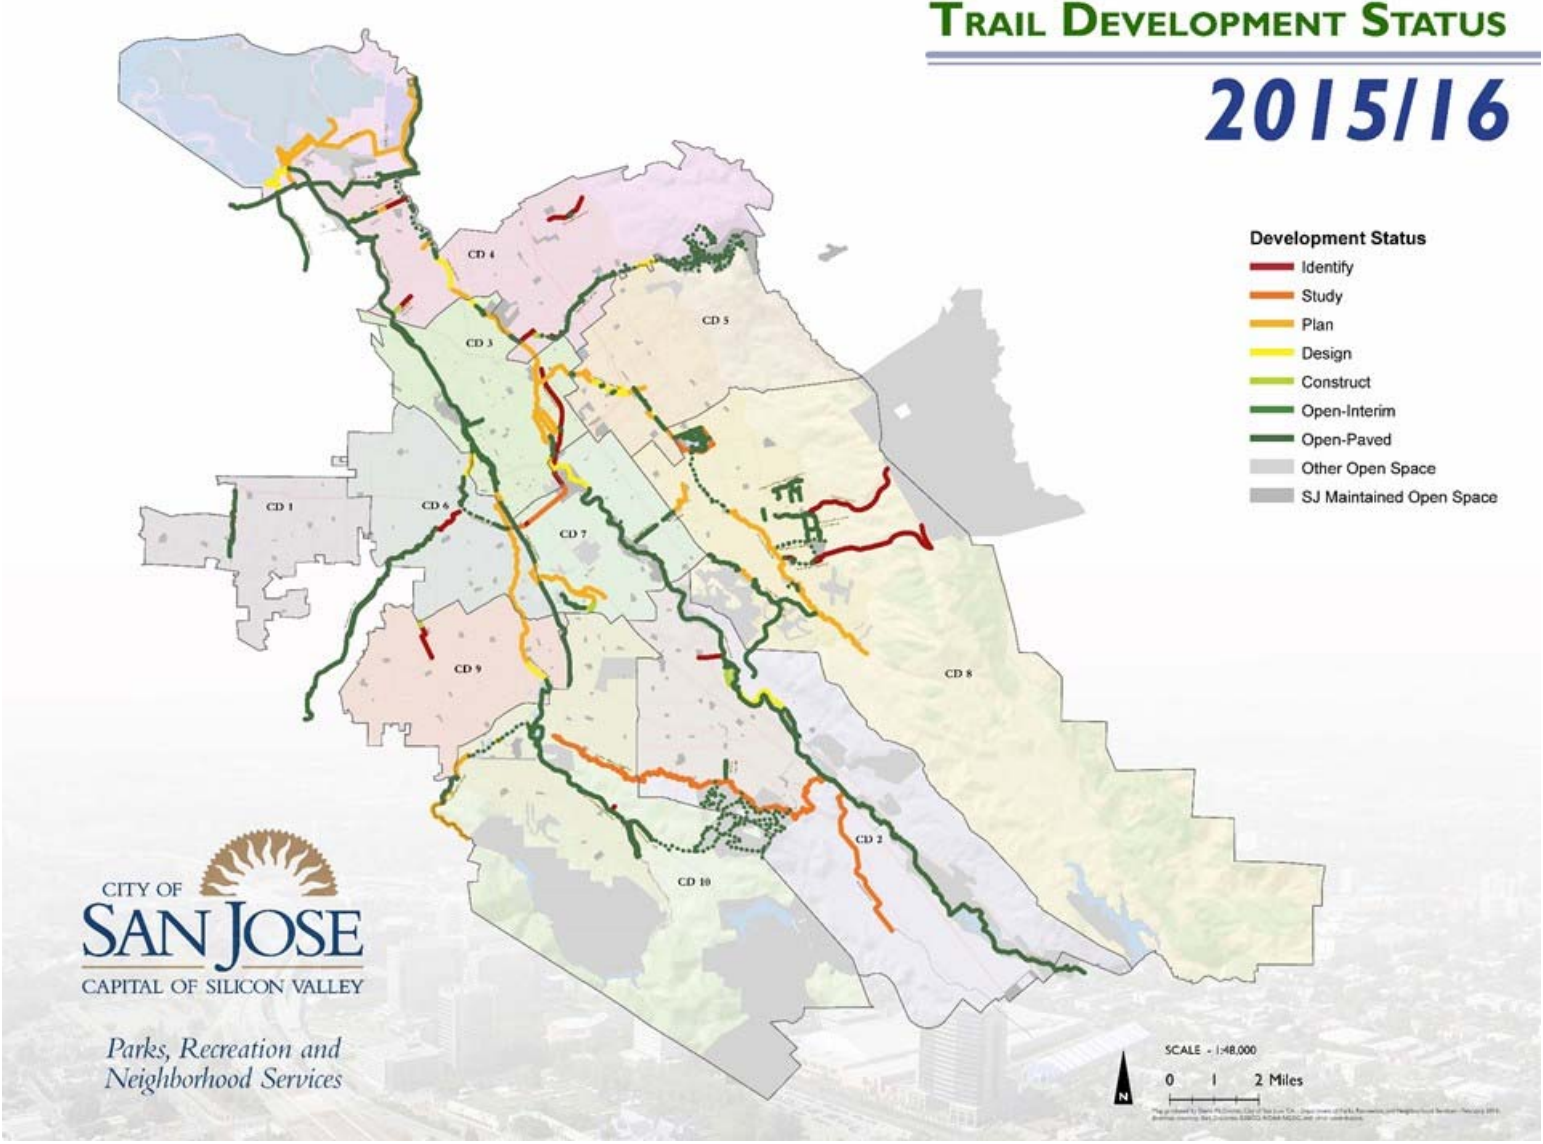 TRAIL DEVELOPMENT STATUS
2015/16
Development Status
Identify
Study
Plan
Design
Construct
Open-Interim
Open-Paved
Other Open Space
SJ Maintained Open Space
CD 4
CD 5
CD 3
CD 1
CD 6
CD 7
CD 9
CD 8
CD 2
CD 10
CITY OF
SAN JOSE
CAPITAL OF SILICON VALLEY
Parks, Recreation and
Neighborhood Services
SCALE - 1:48,000
0 1 2 Miles
N